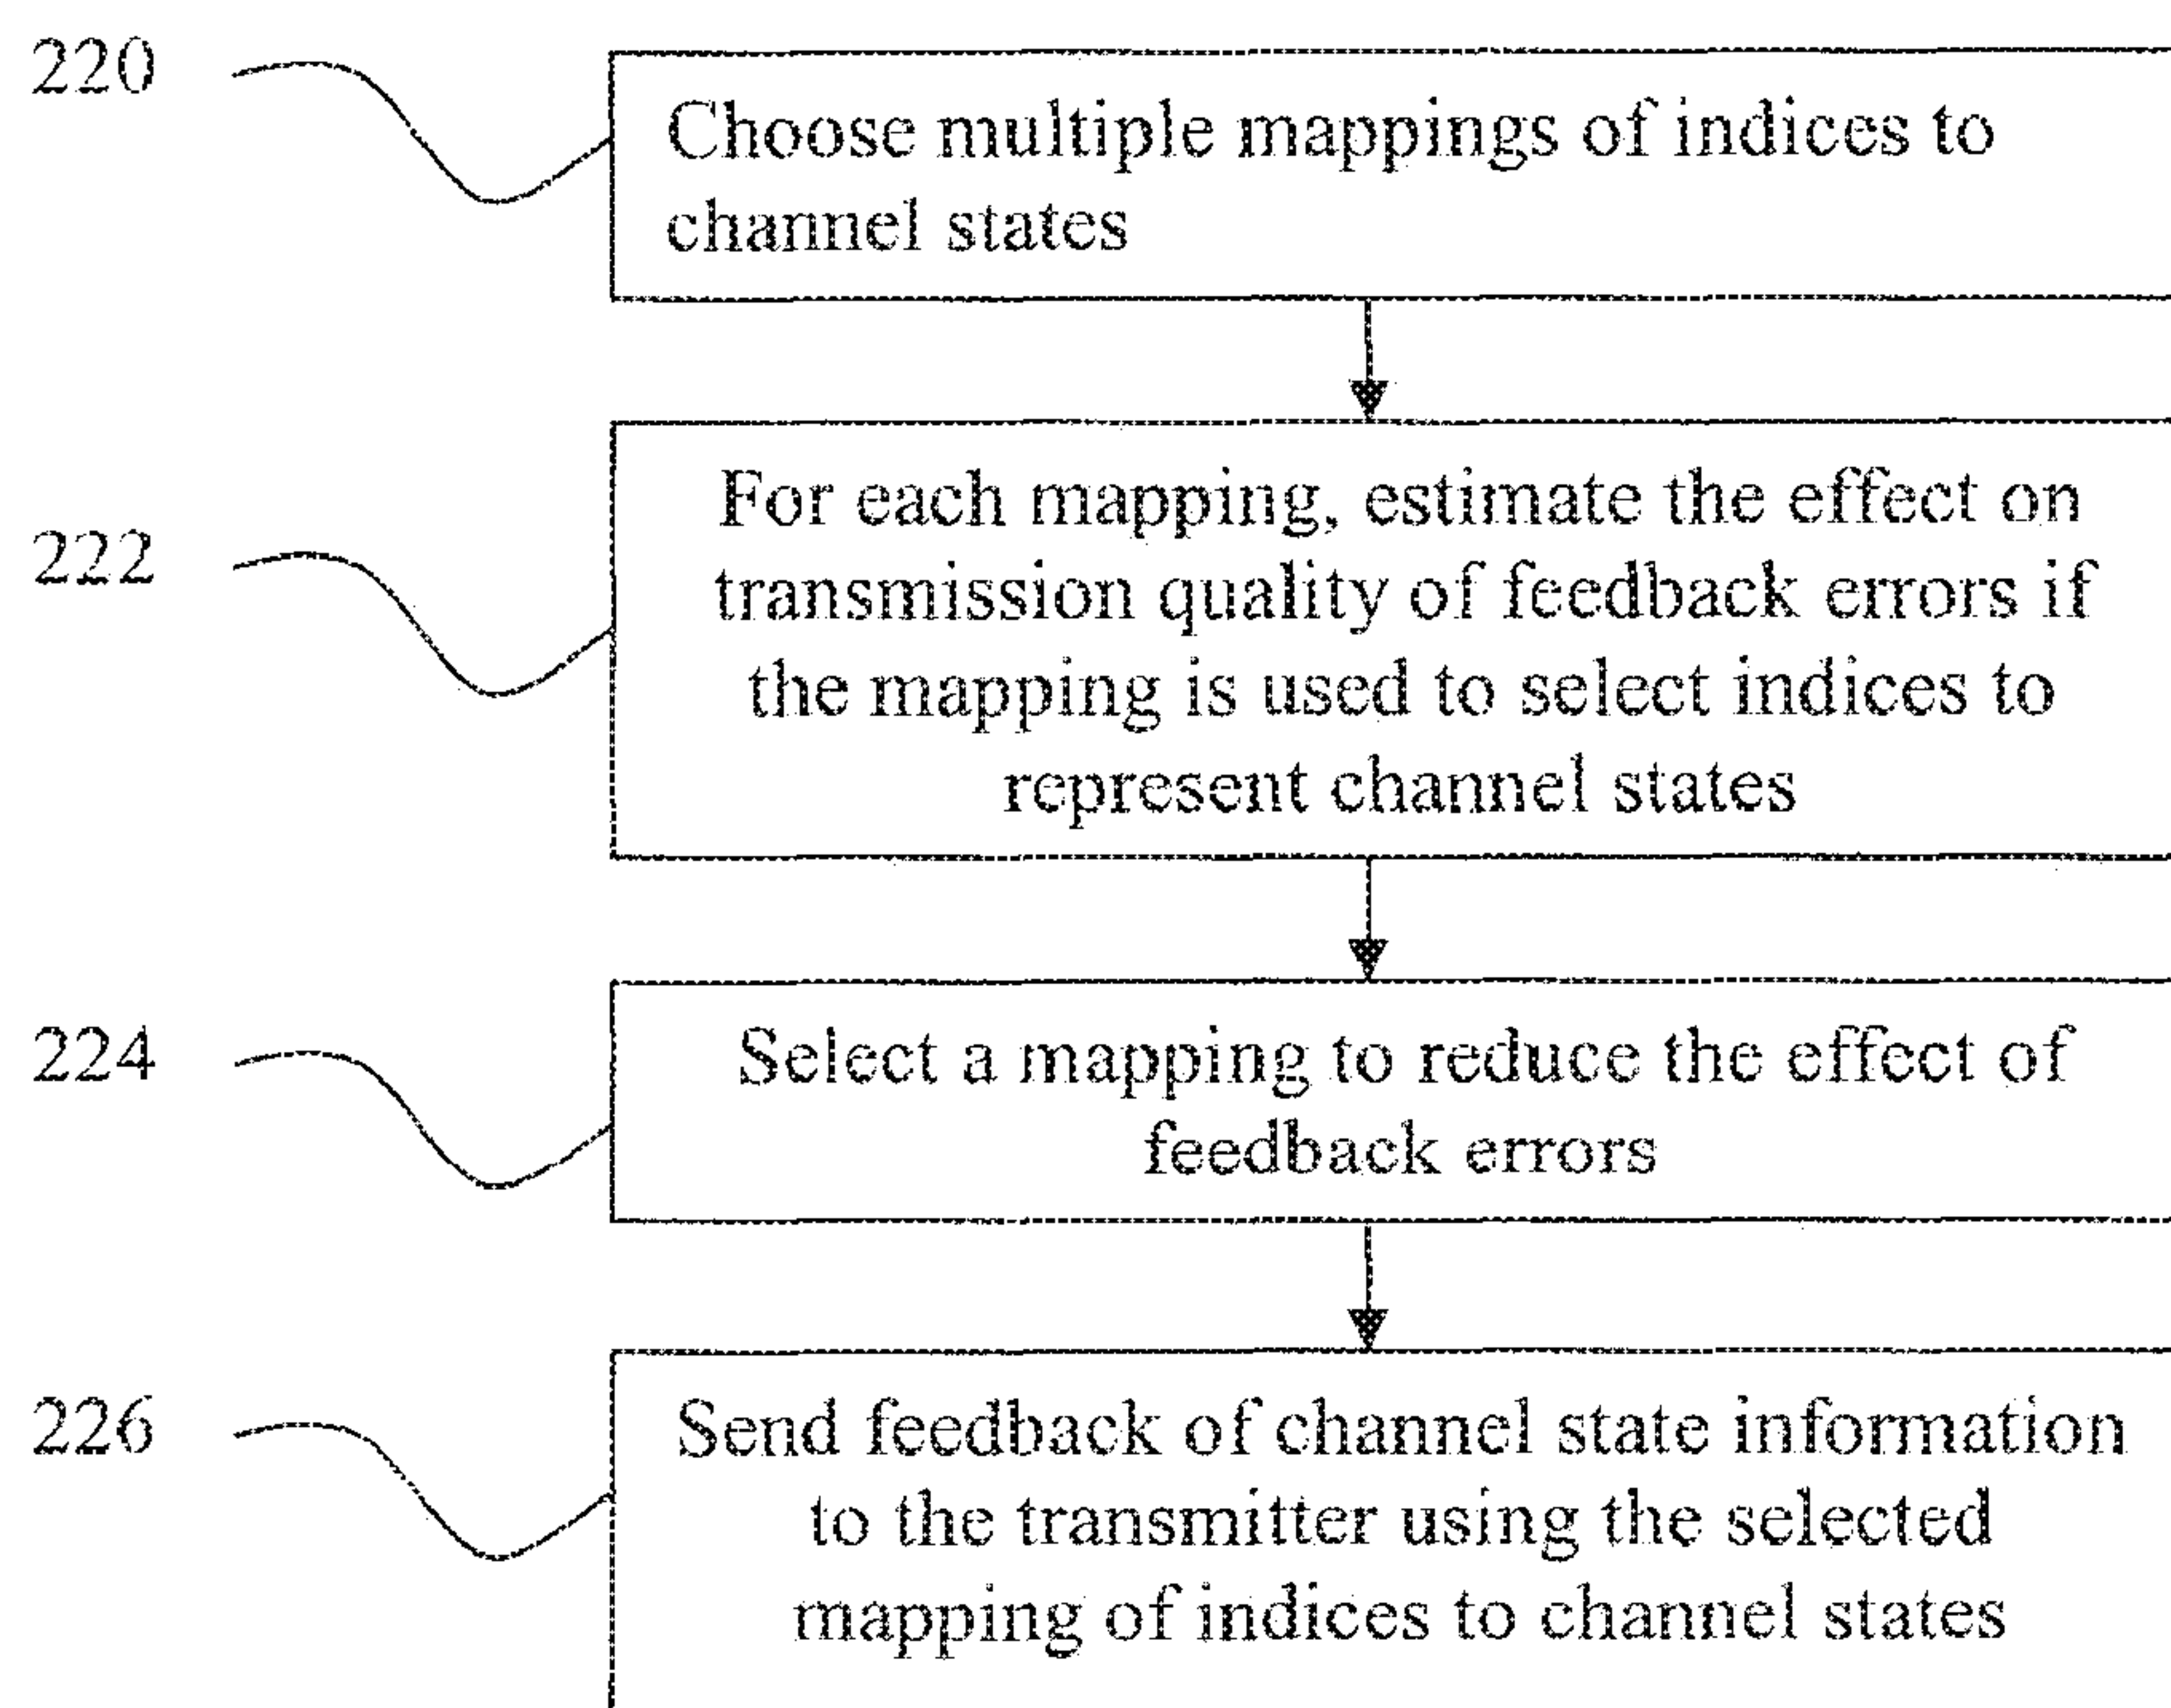 220
Choose multiple mappings of indices to
channel states
222
For each mapping, estimate the effect on
transmission quality of feedback errors if
the mapping is used to select indices to
represent channel states
224
Select a mapping to reduce the effect of
feedback errors
226
Send feedback of channel state information
to the transmitter using the selected
mapping of indices to channel states